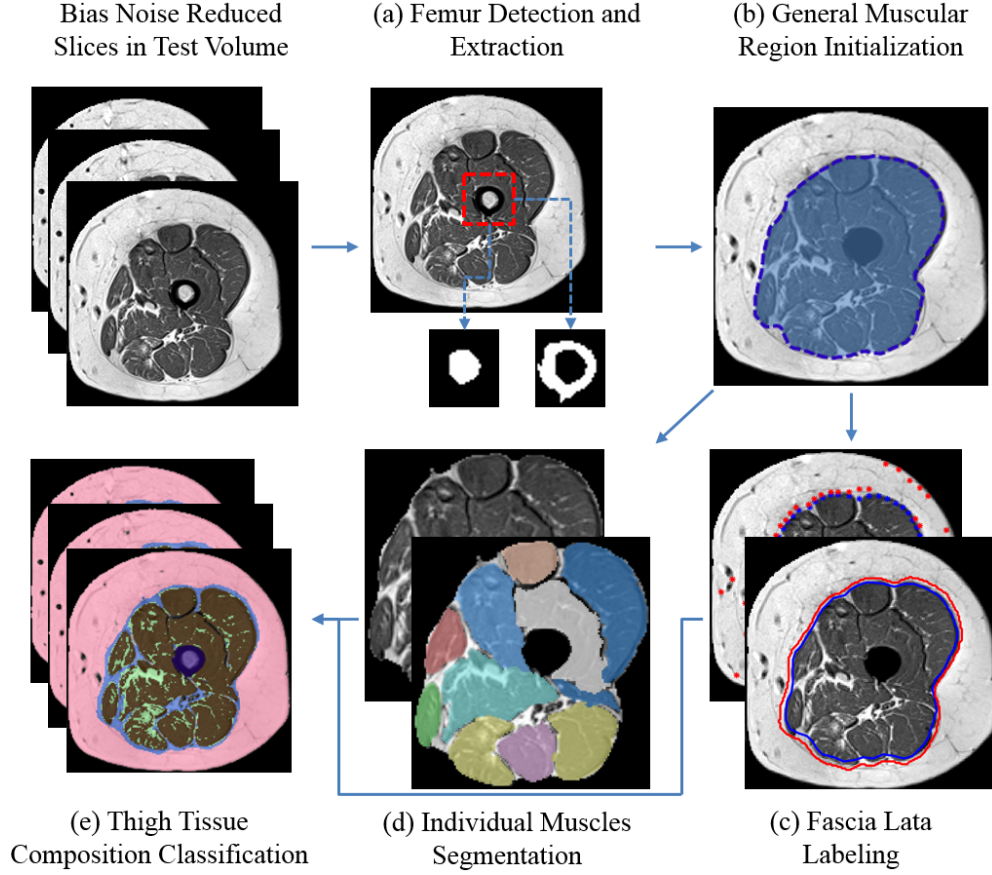 Bias Noise Reduced
Slices in Test Volume
(a) Femur Detection and
Extraction
(b) General Muscular
Region Initialization
(e) Thigh Tissue
Composition Classification
(d) Individual Muscles
Segmentation
(c) Fascia Lata
Labeling